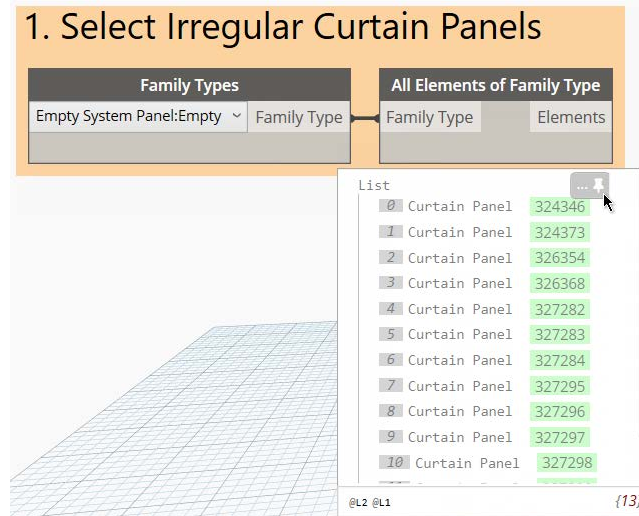 1. Select Irregular Curtain Panels
Family Types
All Elements of Family Type
Empty System Panel:Empty
Family Type
Family Type
Elements
List
...
0 Curtain Panel 324346
1 Curtain Panel 324373
2 Curtain Panel 326354
3 Curtain Panel 326368
4 Curtain Panel 327282
5 Curtain Panel 327283
6 Curtain Panel 327284
7 Curtain Panel 327295
8 Curtain Panel 327296
9 Curtain Panel 327297
10 Curtain Panel 327298
@L2 @L1
{13